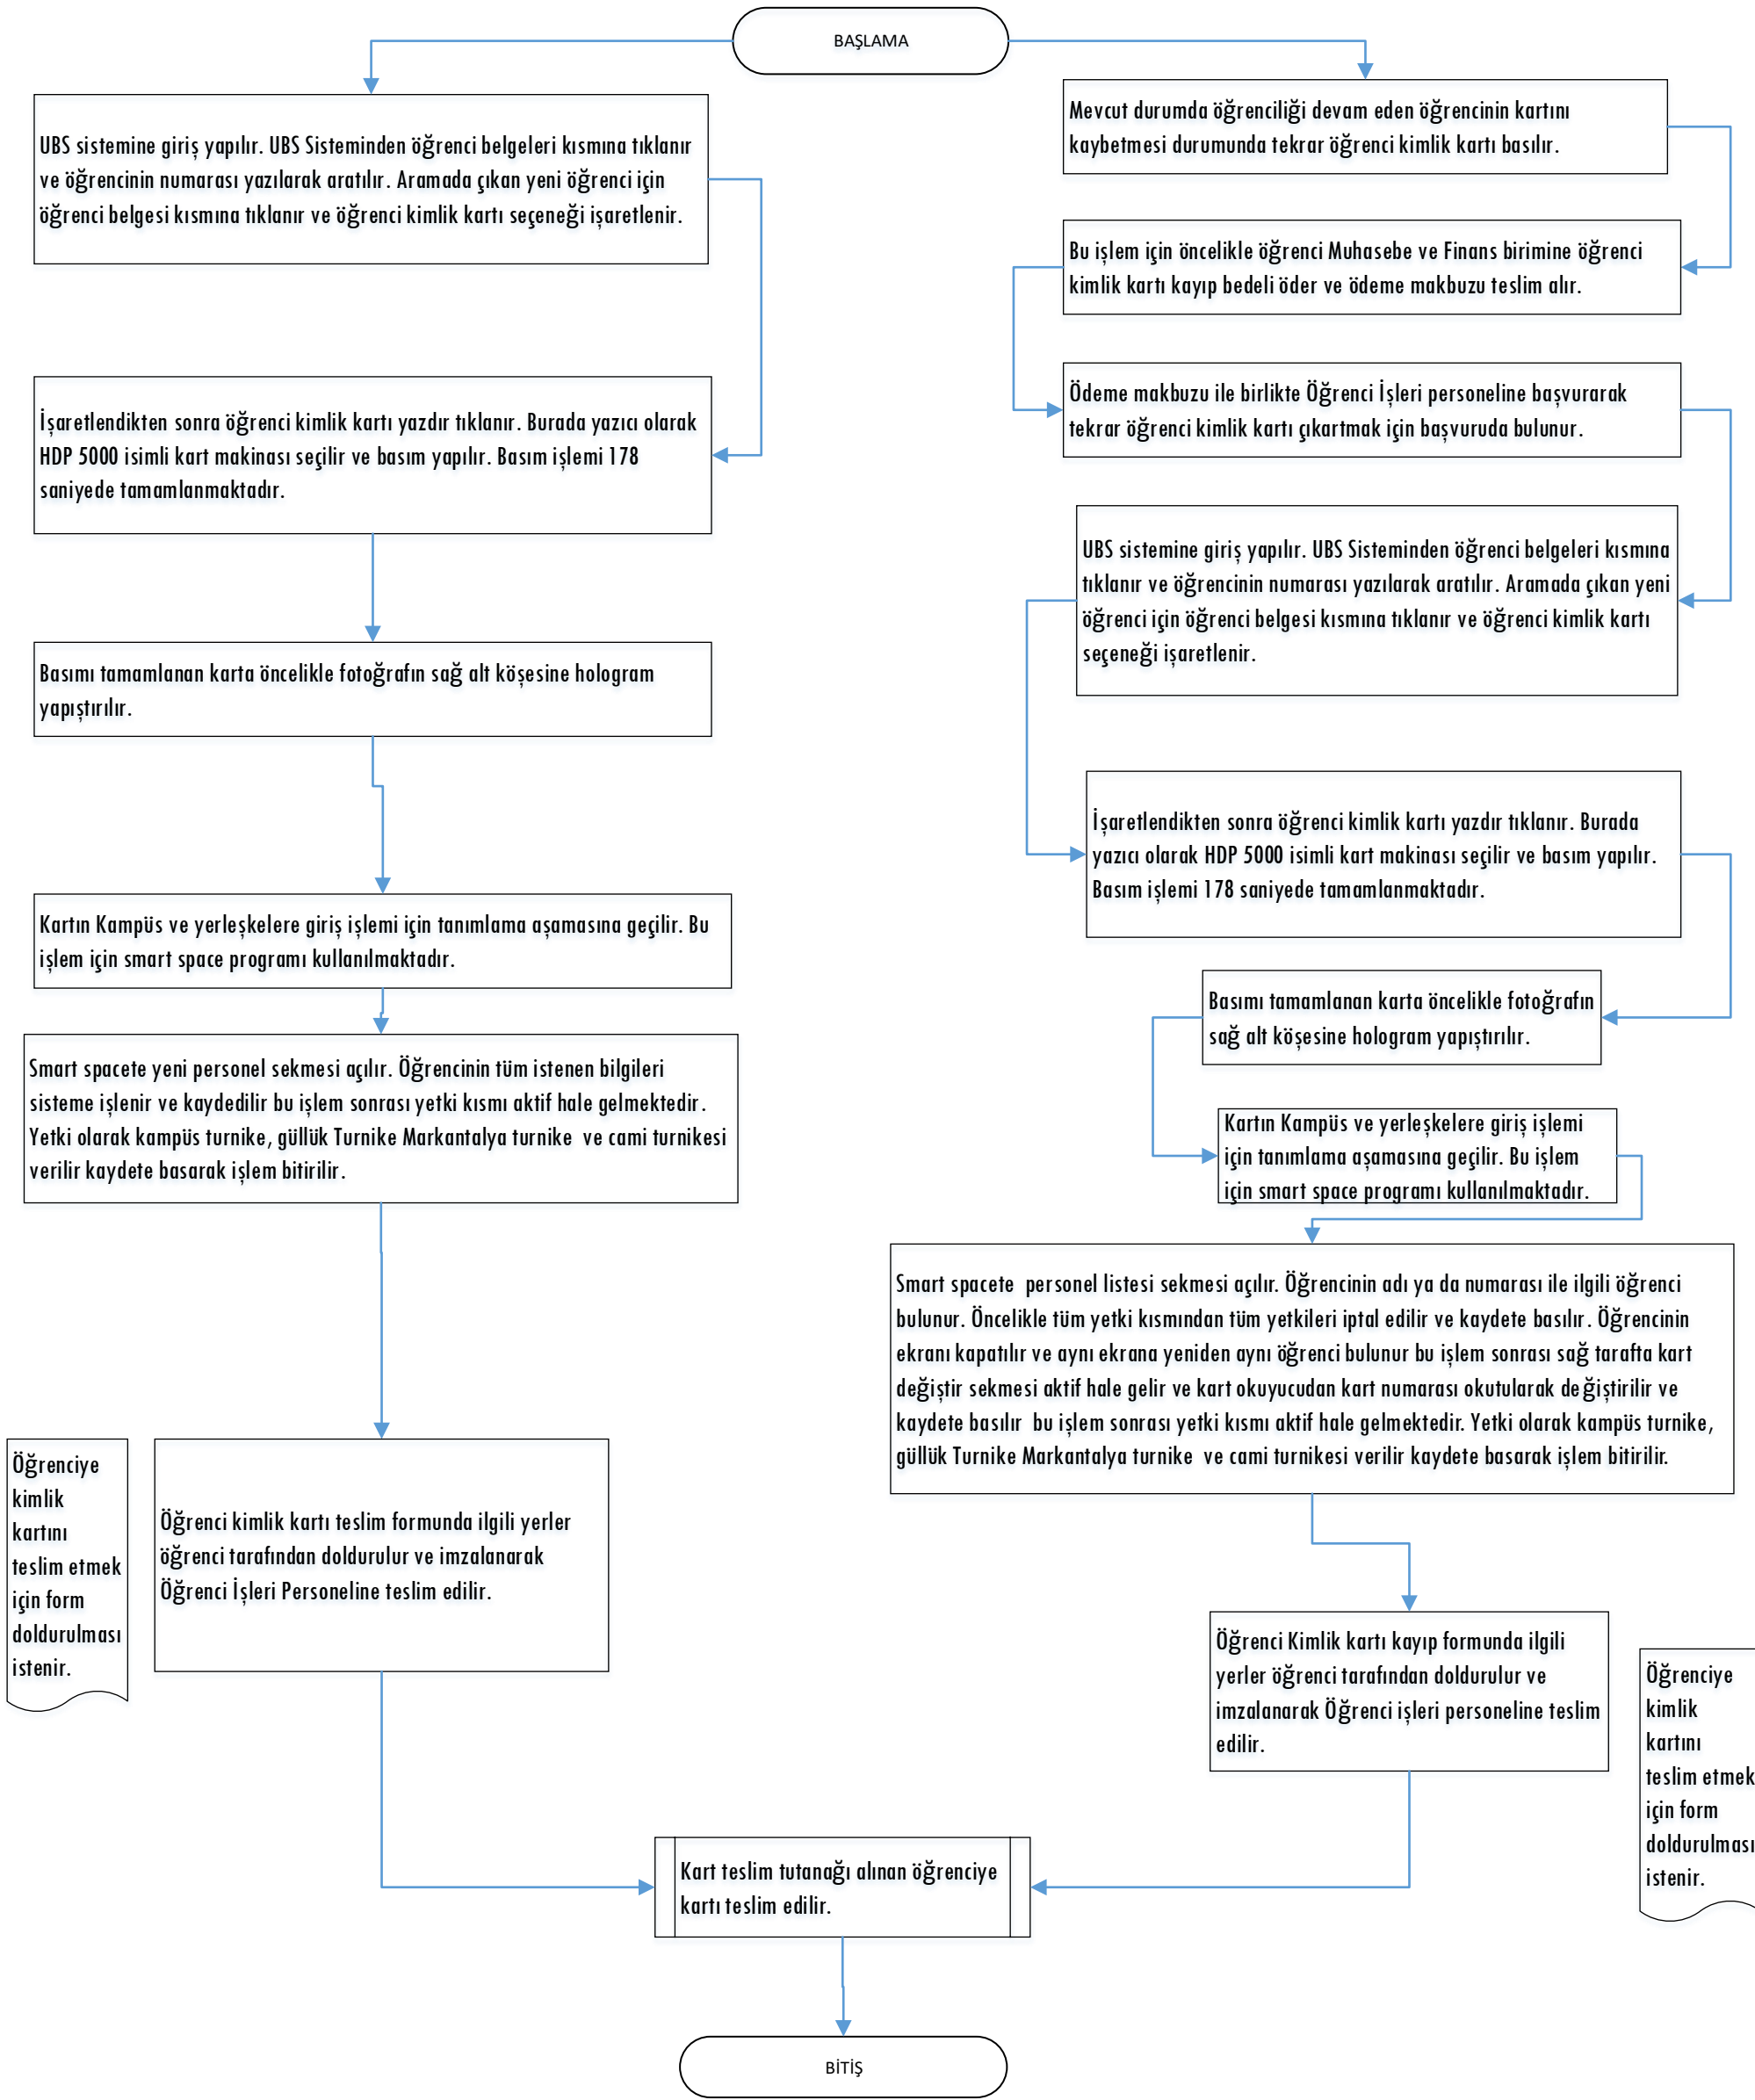 BAŞLAMA
UBS sistemine giriş yapılır. UBS Sisteminden öğrenci belgeleri kısmına tıklanır
ve öğrencinin numarası yazılarak aratılır. Aramada çıkan yeni öğrenci için
öğrenci belgesi kısmına tıklanır ve öğrenci kimlik kartı seçeneği işaretlenir.
İşaretlendikten sonra öğrenci kimlik kartı yazdır tıklanır. Burada yazıcı olarak
HDP 5000 isimli kart makinası seçilir ve basım yapılır. Basım işlemi 178
saniyede tamamlanmaktadır.
Basımı tamamlanan karta öncelikle fotoğrafın sağ alt köşesine hologram
yapıştırılır.
Kartın Kampüs ve yerleşkelere giriş işlemi için tanımlama aşamasına geçilir. Bu
işlem için smart space programı kullanılmaktadır.
Smart spacete yeni personel sekmesi açılır. Öğrencinin tüm istenen bilgileri
sisteme işlenir ve kaydedilir bu işlem sonrası yetki kısmı aktif hale gelmektedir.
Yetki olarak kampüs turnike, güllük Turnike Markantalya turnike  ve cami turnikesi
verilir kaydete basarak işlem bitirilir.
Öğrenciye
kimlik
kartını
teslim etmek
için form
doldurulması
istenir.
Öğrenci kimlik kartı teslim formunda ilgili yerler
öğrenci tarafından doldurulur ve imzalanarak
Öğrenci İşleri Personeline teslim edilir.
Mevcut durumda öğrenciliği devam eden öğrencinin kartını
kaybetmesi durumunda tekrar öğrenci kimlik kartı basılır.
Bu işlem için öncelikle öğrenci Muhasebe ve Finans birimine öğrenci
kimlik kartı kayıp bedeli öder ve ödeme makbuzu teslim alır.
Ödeme makbuzu ile birlikte Öğrenci İşleri personeline başvurarak
tekrar öğrenci kimlik kartı çıkartmak için başvuruda bulunur.
UBS sistemine giriş yapılır. UBS Sisteminden öğrenci belgeleri kısmına
tıklanır ve öğrencinin numarası yazılarak aratılır. Aramada çıkan yeni
öğrenci için öğrenci belgesi kısmına tıklanır ve öğrenci kimlik kartı
seçeneği işaretlenir.
İşaretlendikten sonra öğrenci kimlik kartı yazdır tıklanır. Burada
yazıcı olarak HDP 5000 isimli kart makinası seçilir ve basım yapılır.
Basım işlemi 178 saniyede tamamlanmaktadır.
Basımı tamamlanan karta öncelikle fotoğrafın
sağ alt köşesine hologram yapıştırılır.
Kartın Kampüs ve yerleşkelere giriş işlemi
için tanımlama aşamasına geçilir. Bu işlem
için smart space programı kullanılmaktadır.
Smart spacete  personel listesi sekmesi açılır. Öğrencinin adı ya da numarası ile ilgili öğrenci
bulunur. Öncelikle tüm yetki kısmından tüm yetkileri iptal edilir ve kaydete basılır. Öğrencinin
ekranı kapatılır ve aynı ekrana yeniden aynı öğrenci bulunur bu işlem sonrası sağ tarafta kart
değiştir sekmesi aktif hale gelir ve kart okuyucudan kart numarası okutularak değiştirilir ve
kaydete basılır  bu işlem sonrası yetki kısmı aktif hale gelmektedir. Yetki olarak kampüs turnike,
güllük Turnike Markantalya turnike  ve cami turnikesi verilir kaydete basarak işlem bitirilir.
Öğrenci Kimlik kartı kayıp formunda ilgili
yerler öğrenci tarafından doldurulur ve
imzalanarak Öğrenci işleri personeline teslim
edilir.
Öğrenciye
kimlik
kartını
teslim etmek
için form
doldurulması
istenir.
Kart teslim tutanağı alınan öğrenciye
kartı teslim edilir.
BİTİŞ